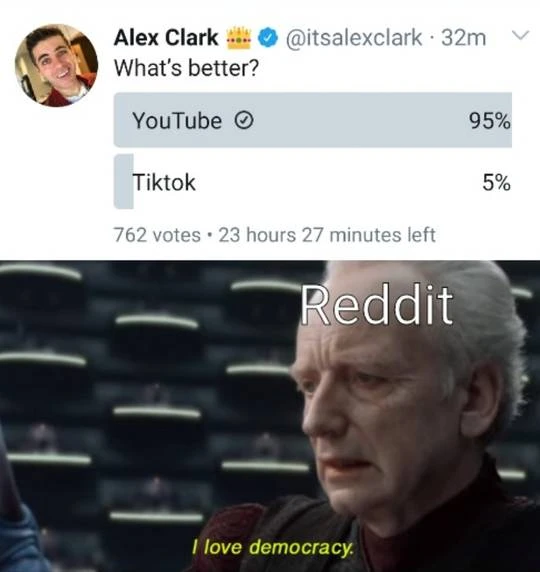 Alex Clark 👑 @itsalexclark · 32m
What's better?
YouTube 95%
Tiktok 5%
762 votes • 23 hours 27 minutes left
Reddit
I love democracy.